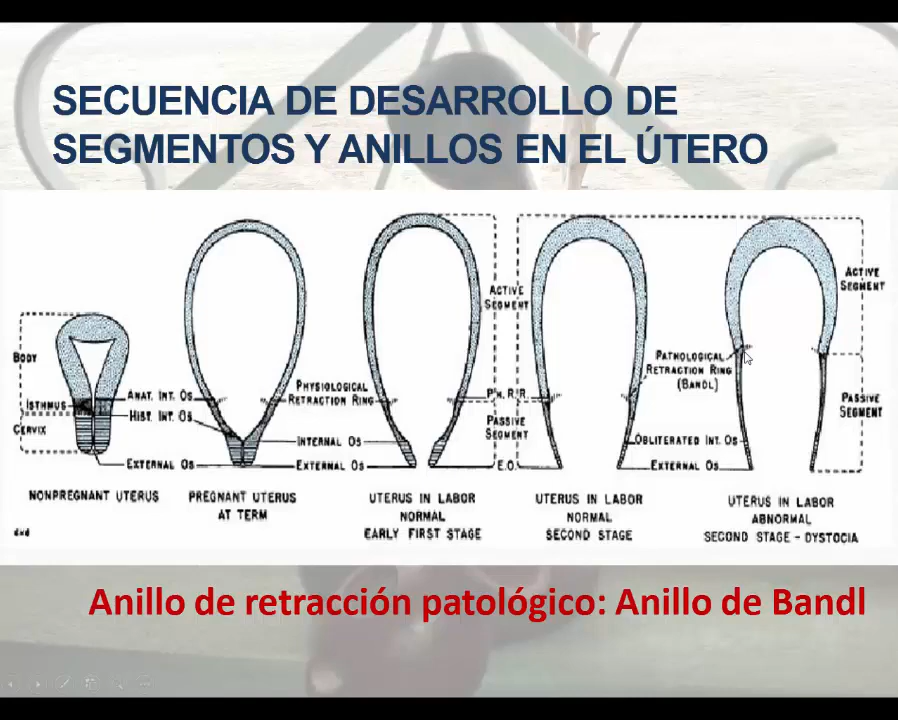 SECUENCIA DE DESARROLLO DE
SEGMENTOS Y ANILLOS EN EL ÚTERO
BODY
ISTHMUS
CERVIX
ANAT. INT. OS
HIST. INT. OS
EXTERNAL OS
PHYSIOLOGICAL
RETRACTION RING
INTERNAL OS
EXTERNAL OS
ACTIVE
SEGMENT
PH. R. R.
PASSIVE
SEGMENT
E.O.
PATHOLOGICAL
RETRACTION RING
(BANDL)
OBLITERATED INT. OS
EXTERNAL OS
ACTIVE
SEGMENT
PASSIVE
SEGMENT
NONPREGNANT UTERUS
PREGNANT UTERUS
AT TERM
UTERUS IN LABOR
NORMAL
EARLY FIRST STAGE
UTERUS IN LABOR
NORMAL
SECOND STAGE
UTERUS IN LABOR
ABNORMAL
SECOND STAGE - DYSTOCIA
Anillo de retracción patológico: Anillo de Bandl